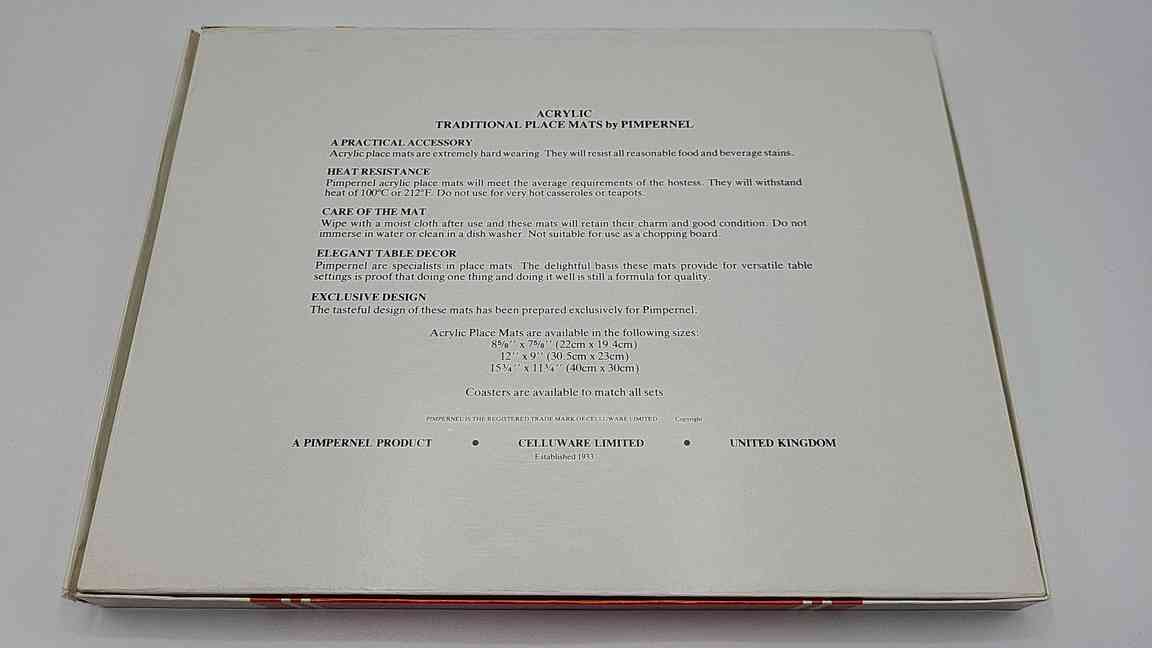 ACRYLIC
TRADITIONAL PLACE MATS by PIMPERNEL
A PRACTICAL ACCESSORY
Acrylic place mats are extremely hard wearing. They will resist all reasonable food and beverage stains.
HEAT RESISTANCE
Pimpernel acrylic place mats will meet the average requirements of the hostess. They will withstand
heat of 100°C or 212°F. Do not use for very hot casseroles or teapots.
CARE OF THE MAT
Wipe with a moist cloth after use and these mats will retain their charm and good condition. Do not
immerse in water or clean in a dish washer. Not suitable for use as a chopping board.
ELEGANT TABLE DECOR
Pimpernel are specialists in place mats. The delightful basis these mats provide for versatile table
settings is proof that doing one thing and doing it well is still a formula for quality.
EXCLUSIVE DESIGN
The tasteful design of these mats has been prepared exclusively for Pimpernel.
Acrylic Place Mats are available in the following sizes:
8⅝'' x 7⅝'' (22cm x 19.4cm)
12'' x 9'' (30.5cm x 23cm)
15¾'' x 11¾'' (40cm x 30cm)
Coasters are available to match all sets
PIMPERNEL IS THE REGISTERED TRADE MARK OF CELLUWARE LIMITED Copyright
A PIMPERNEL PRODUCT • CELLUWARE LIMITED • UNITED KINGDOM
Established 1933